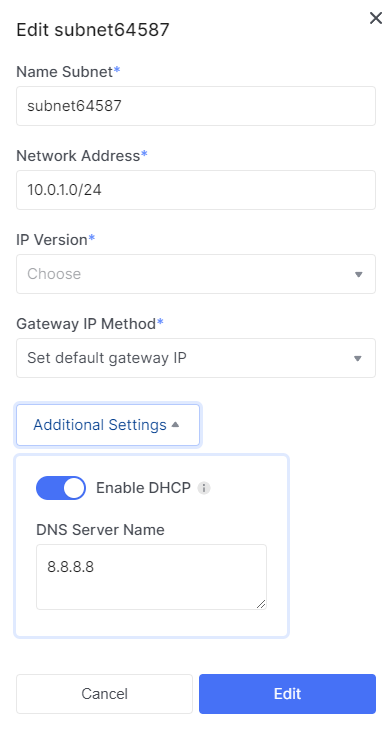 Edit subnet64587
Name Subnet*
subnet64587
Network Address*
10.0.1.0/24
IP Version*
Choose
Gateway IP Method*
Set default gateway IP
Additional Settings
Enable DHCP
DNS Server Name
8.8.8.8
Cancel
Edit